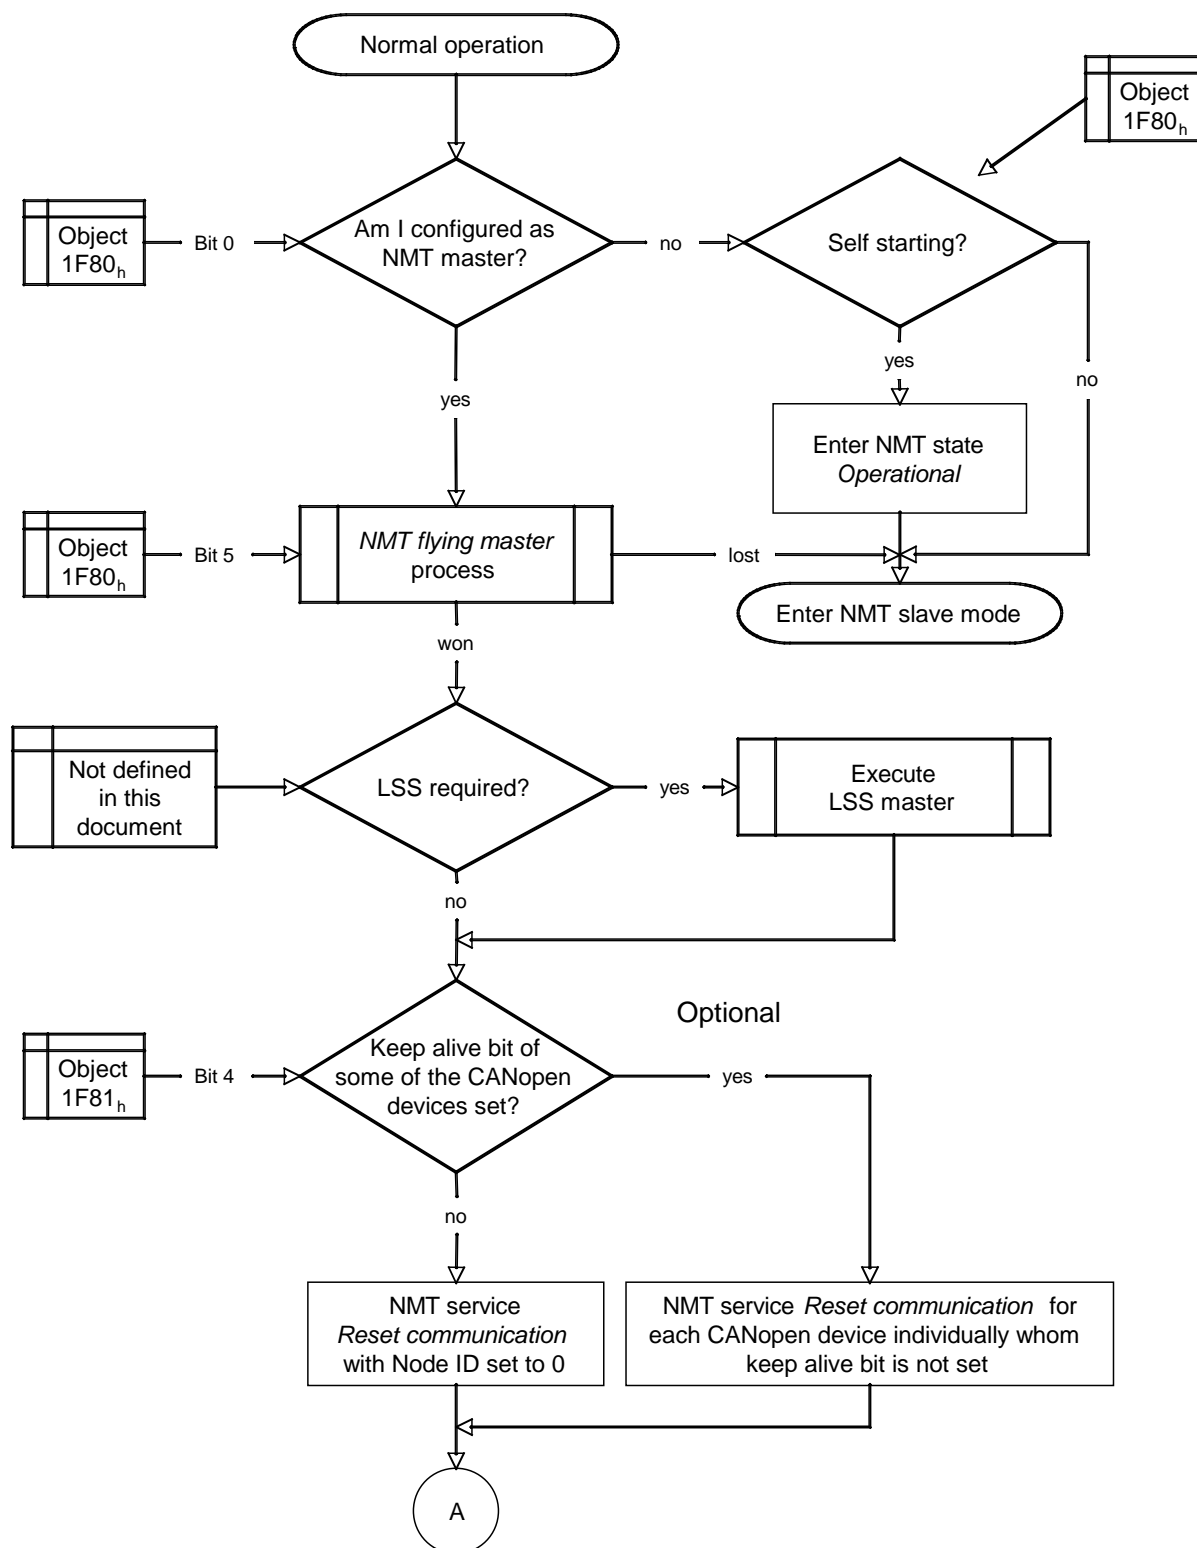 Normal operation
Object
1F80h
Object
1F80h
Bit 0
Am I configured as
NMT master?
no
Self starting?
yes
yes
no
Enter NMT state
Operational
Object
1F80h
Bit 5
NMT flying master
process
lost
won
Enter NMT slave mode
Not defined
in this
document
LSS required?
yes
Execute
LSS master
no
Optional
Object
1F81h
Bit 4
Keep alive bit of
some of the CANopen
devices set?
yes
no
NMT service
Reset communication
with Node ID set to 0
NMT service Reset communication for
each CANopen device individually whom
keep alive bit is not set
A